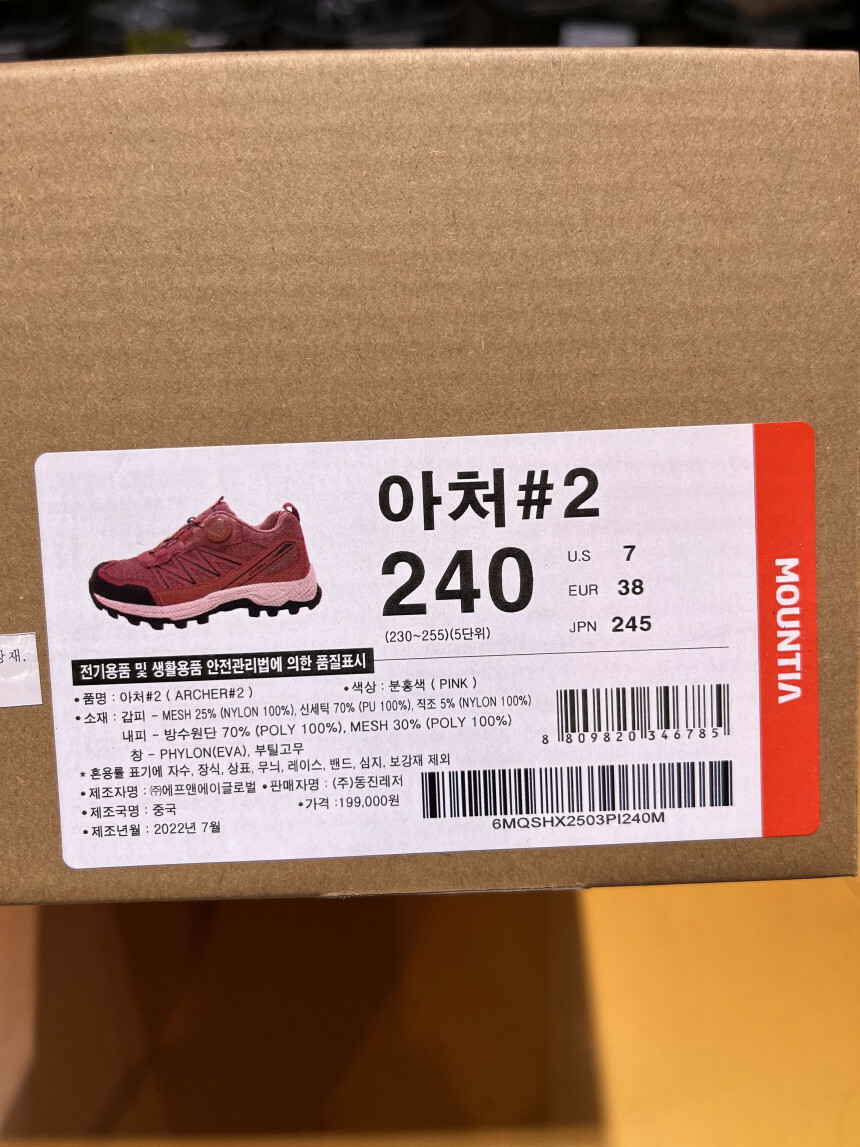 아처#2
240
U.S 7
EUR 38
JPN 245
(230~255)(5단위)
MOUNTIA
전기용품 및 생활용품 안전관리법에 의한 품질표시
•품명 : 아처#2 ( ARCHER#2 ) •색상 : 분홍색 ( PINK )
•소재 : 갑피 - MESH 25% (NYLON 100%), 신세틱 70% (PU 100%), 직조 5% (NYLON 100%)
내피 - 방수원단 70% (POLY 100%), MESH 30% (POLY 100%)
창 - PHYLON(EVA), 부틸고무
* 혼용률 표기에 자수, 장식, 상표, 무늬, 레이스, 밴드, 심지, 보강재 제외
•제조자명 : ㈜에프앤에이글로벌 •판매자명 : (주)동진레저
•제조국명 : 중국 •가격 : 199,000원
•제조년월 : 2022년 7월
8 809820 346785
6MQSHX2503PI240M
재,